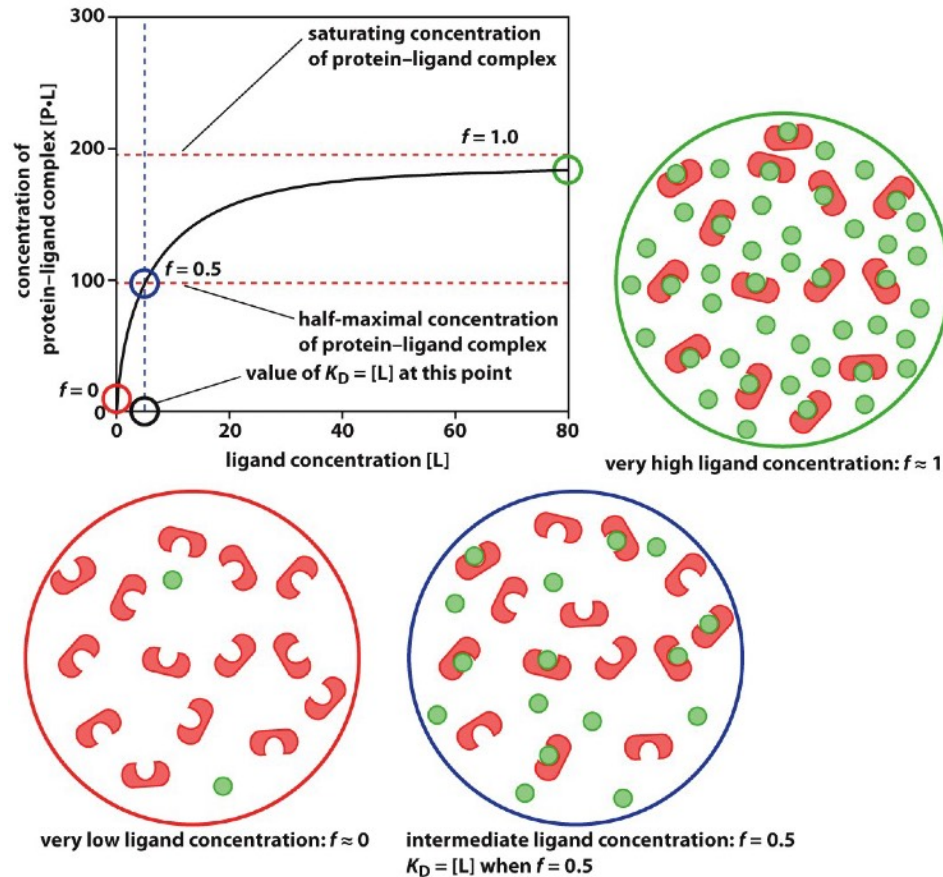 300
saturating concentration
of protein–ligand complex
200
f = 1.0
concentration of
protein–ligand complex [P•L]
f = 0.5
100
half-maximal concentration
of protein–ligand complex
value of KD = [L] at this point
f = 0
0
0
20
40
60
80
ligand concentration [L]
very high ligand concentration: f ≈ 1
very low ligand concentration: f ≈ 0
intermediate ligand concentration: f = 0.5
KD = [L] when f = 0.5